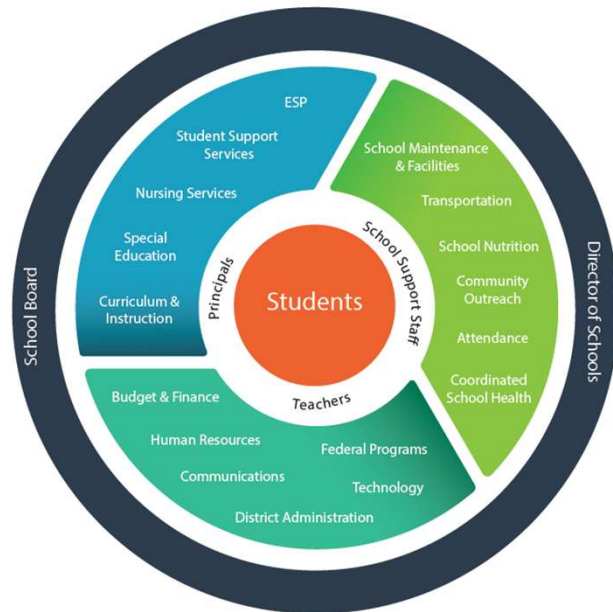 ESP
Student Support
Services
Nursing Services
Special
Education
Curriculum &
Instruction
School Maintenance
& Facilities
Transportation
School Nutrition
Community
Outreach
Attendance
Coordinated
School Health
Budget & Finance
Human Resources
Communications
Federal Programs
Technology
District Administration
Principals
School Support Staff
Teachers
Students
School Board
Director of Schools